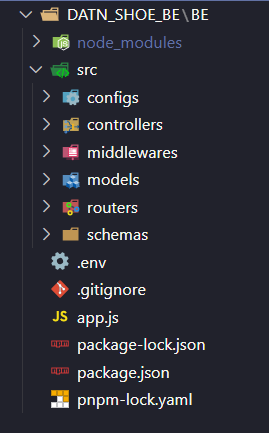 DATN_SHOE_BE\BE
node_modules
src
configs
controllers
middlewares
models
routers
schemas
.env
.gitignore
JS app.js
package-lock.json
package.json
pnpm-lock.yaml